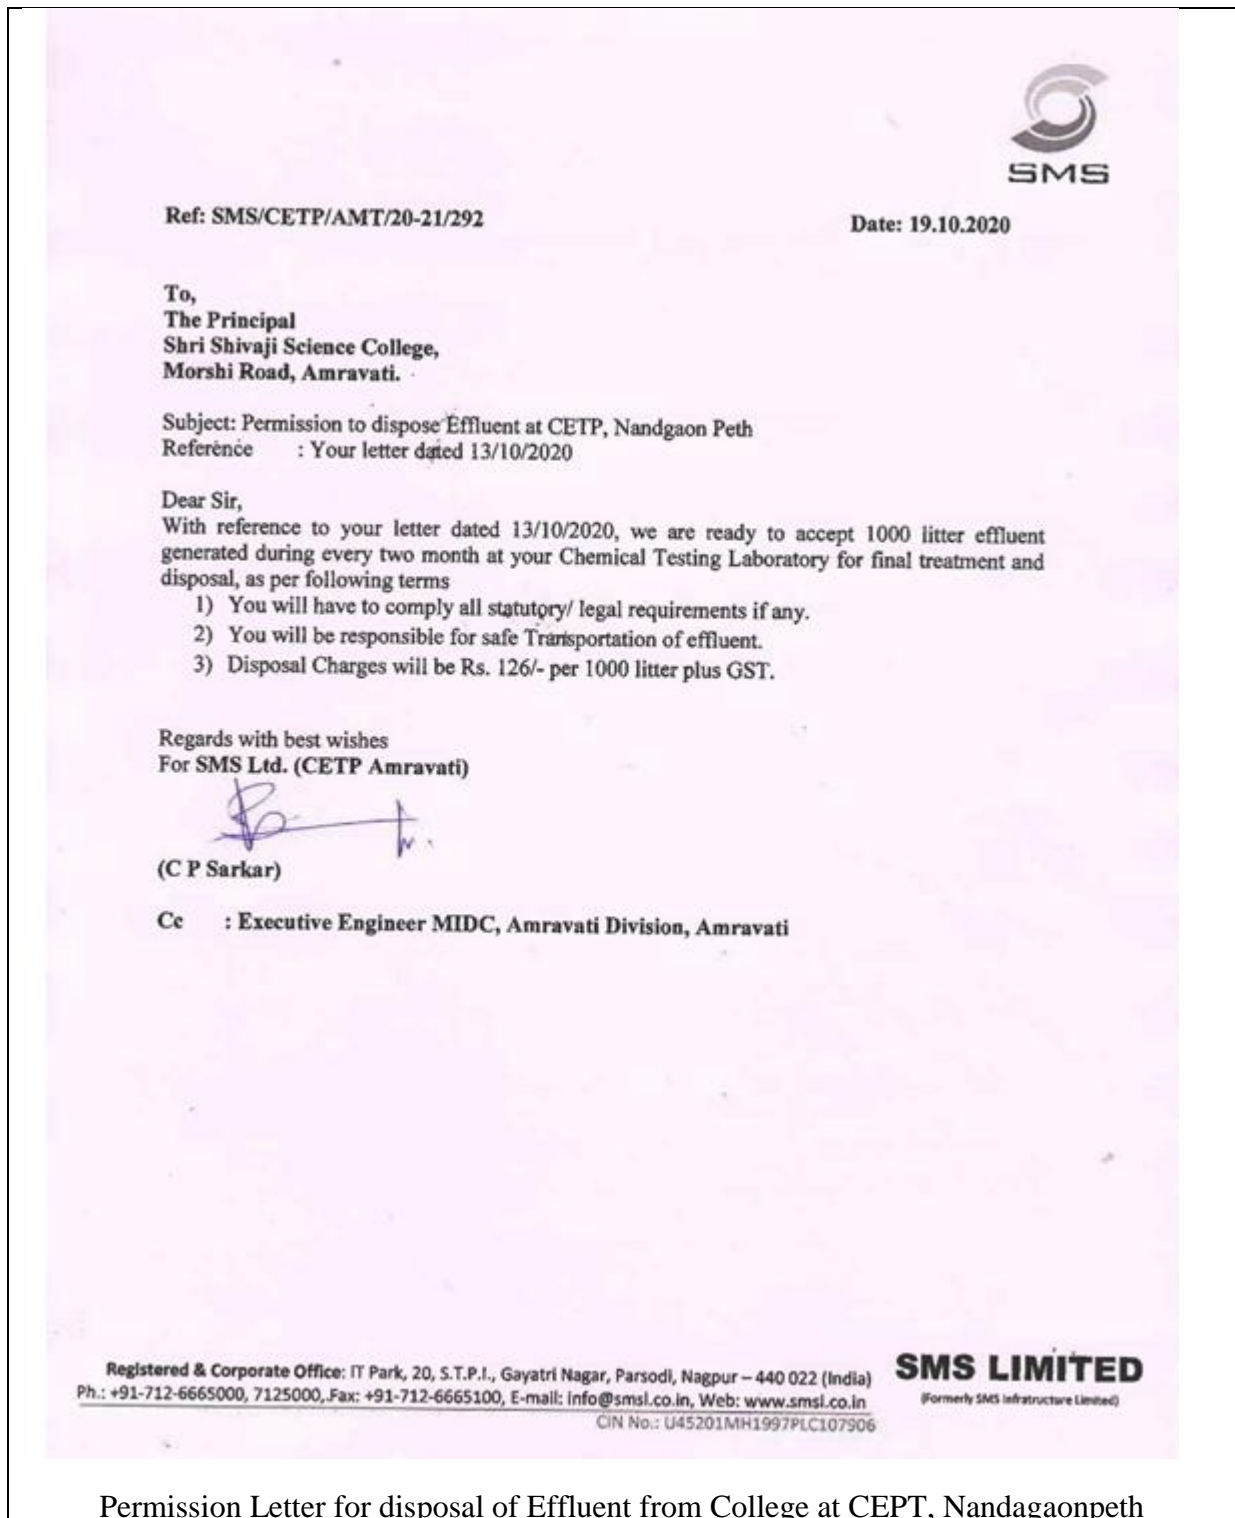 SMS
Ref: SMS/CETP/AMT/20-21/292
Date: 19.10.2020
To,
The Principal
Shri Shivaji Science College,
Morshi Road, Amravati.
Subject: Permission to dispose Effluent at CETP, Nandgaon Peth
Reference : Your letter dated 13/10/2020
Dear Sir,
With reference to your letter dated 13/10/2020, we are ready to accept 1000 litter effluent
generated during every two month at your Chemical Testing Laboratory for final treatment and
disposal, as per following terms
1) You will have to comply all statutory/ legal requirements if any.
2) You will be responsible for safe Transportation of effluent.
3) Disposal Charges will be Rs. 126/- per 1000 litter plus GST.
Regards with best wishes
For SMS Ltd. (CETP Amravati)
(C P Sarkar)
Cc : Executive Engineer MIDC, Amravati Division, Amravati
Registered & Corporate Office: IT Park, 20, S.T.P.I., Gayatri Nagar, Parsodi, Nagpur – 440 022 (India)
Ph.: +91-712-6665000, 7125000, Fax: +91-712-6665100, E-mail: info@smsl.co.in, Web: www.smsl.co.in
CIN No.: U45201MH1997PLC107906
SMS LIMITED
(Formerly SMS Infratructure Limited)
Permission Letter for disposal of Effluent from College at CEPT, Nandagaonpeth